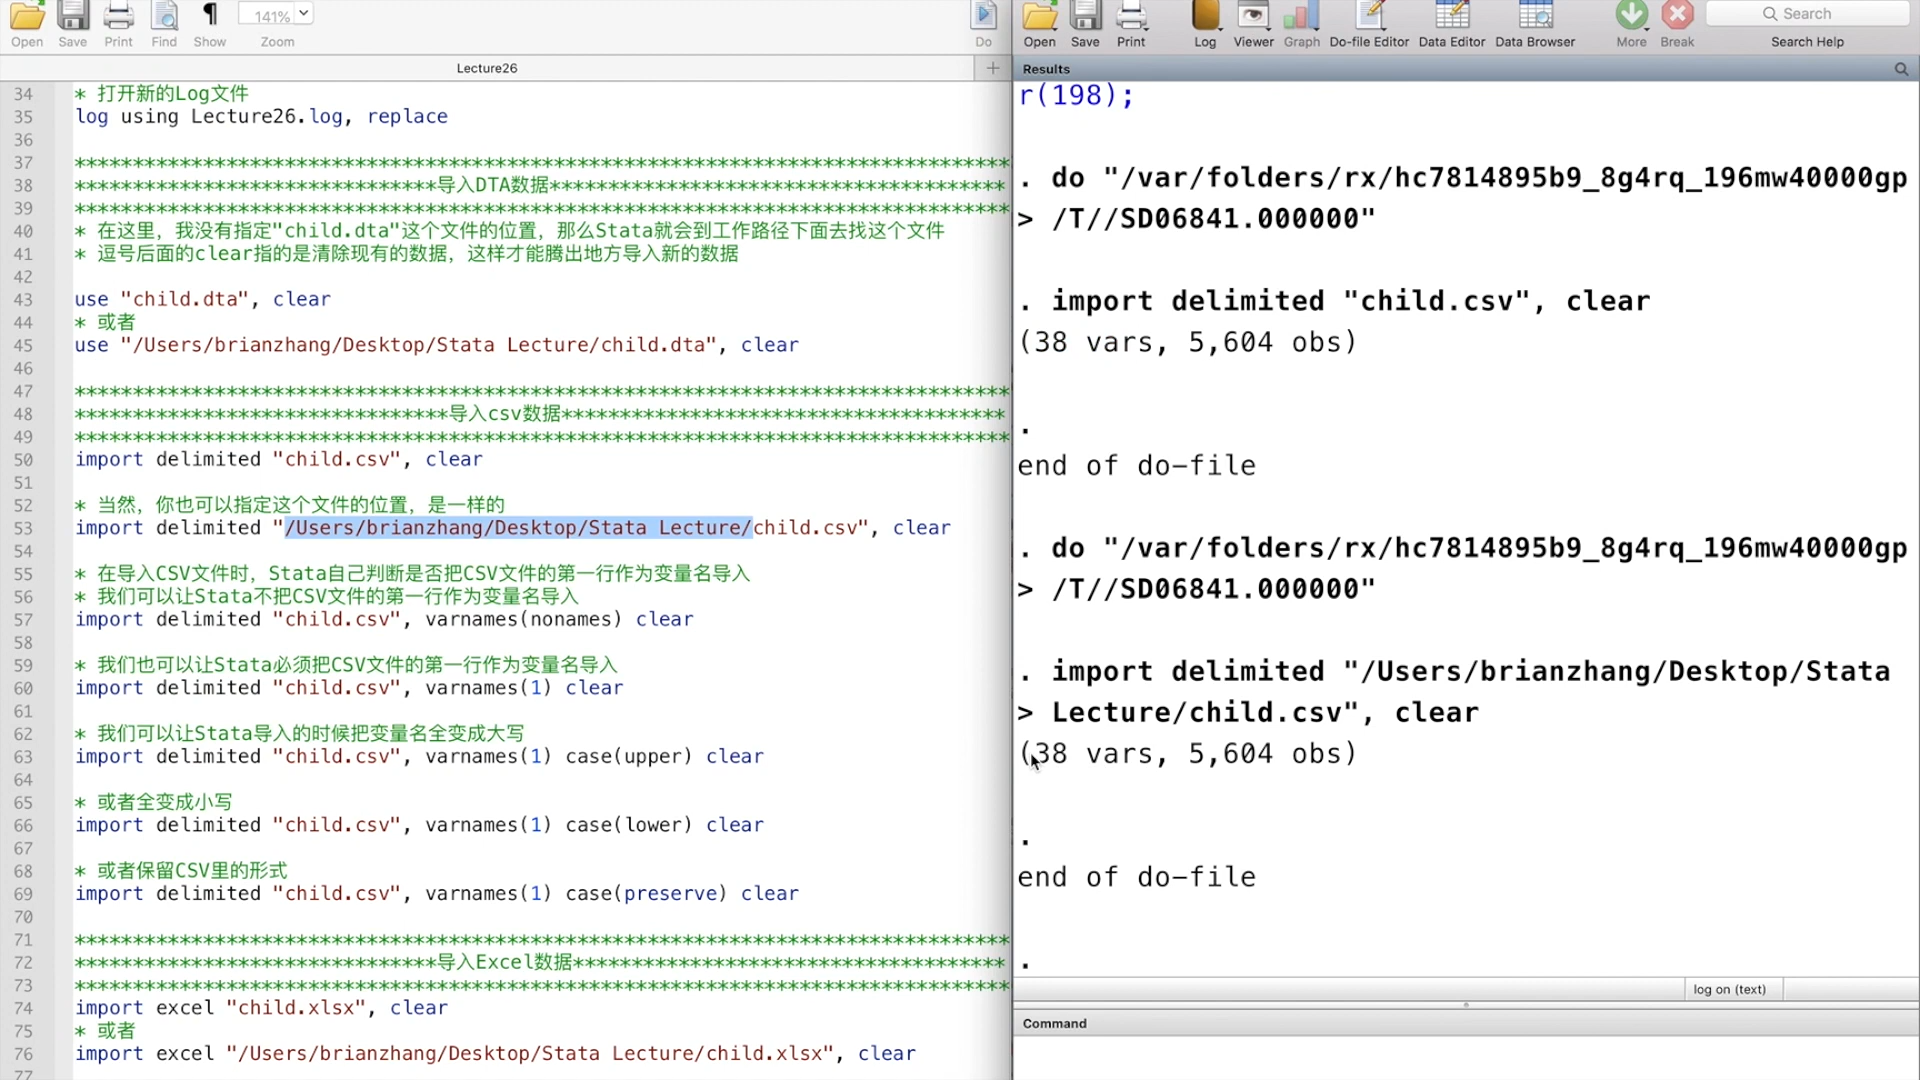 Open Save Print Find Show Zoom Do
141%
Lecture26
34 * 打开新的Log文件
35 log using Lecture26.log, replace
36
37 ********************************************************************************
38 *******************************导入DTA数据***************************************
39 ********************************************************************************
40 * 在这里，我没有指定"child.dta"这个文件的位置，那么Stata就会到工作路径下面去找这个文件
41 * 逗号后面的clear指的是清除现有的数据，这样才能腾出地方导入新的数据
42
43 use "child.dta", clear
44 * 或者
45 use "/Users/brianzhang/Desktop/Stata Lecture/child.dta", clear
46
47 ********************************************************************************
48 ********************************导入csv数据**************************************
49 ********************************************************************************
50 import delimited "child.csv", clear
51
52 * 当然，你也可以指定这个文件的位置，是一样的
53 import delimited "/Users/brianzhang/Desktop/Stata Lecture/child.csv", clear
54
55 * 在导入CSV文件时，Stata自己判断是否把CSV文件的第一行作为变量名导入
56 * 我们可以让Stata不把CSV文件的第一行作为变量名导入
57 import delimited "child.csv", varnames(nonames) clear
58
59 * 我们也可以让Stata必须把CSV文件的第一行作为变量名导入
60 import delimited "child.csv", varnames(1) clear
61
62 * 我们可以让Stata导入的时候把变量名全变成大写
63 import delimited "child.csv", varnames(1) case(upper) clear
64
65 * 或者全变成小写
66 import delimited "child.csv", varnames(1) case(lower) clear
67
68 * 或者保留CSV里的形式
69 import delimited "child.csv", varnames(1) case(preserve) clear
70
71 ********************************************************************************
72 *******************************导入Excel数据*************************************
73 ********************************************************************************
74 import excel "child.xlsx", clear
75 * 或者
76 import excel "/Users/brianzhang/Desktop/Stata Lecture/child.xlsx", clear
77
Open Save Print Log Viewer Graph Do-file Editor Data Editor Data Browser More Break Search Help
Search
Results
r(198);
. do "/var/folders/rx/hc7814895b9_8g4rq_196mw40000gp
> /T//SD06841.000000"
. import delimited "child.csv", clear
(38 vars, 5,604 obs)
.
end of do-file
. do "/var/folders/rx/hc7814895b9_8g4rq_196mw40000gp
> /T//SD06841.000000"
. import delimited "/Users/brianzhang/Desktop/Stata
> Lecture/child.csv", clear
(38 vars, 5,604 obs)
.
end of do-file
.
log on (text)
Command